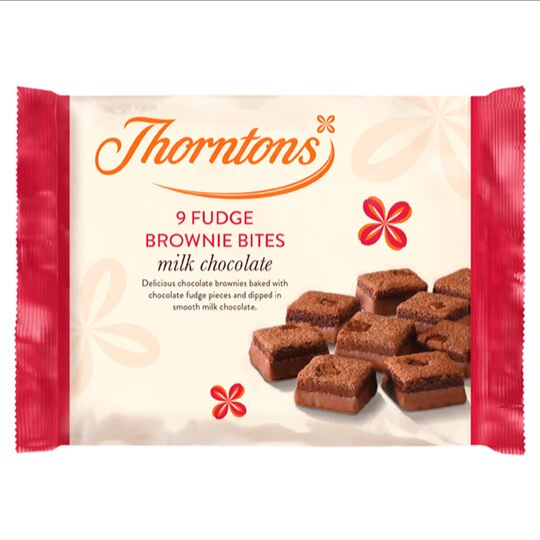 Thorntons
9 FUDGE
BROWNIE BITES
milk chocolate
Delicious chocolate brownies baked with
chocolate fudge pieces and dipped in
smooth milk chocolate.